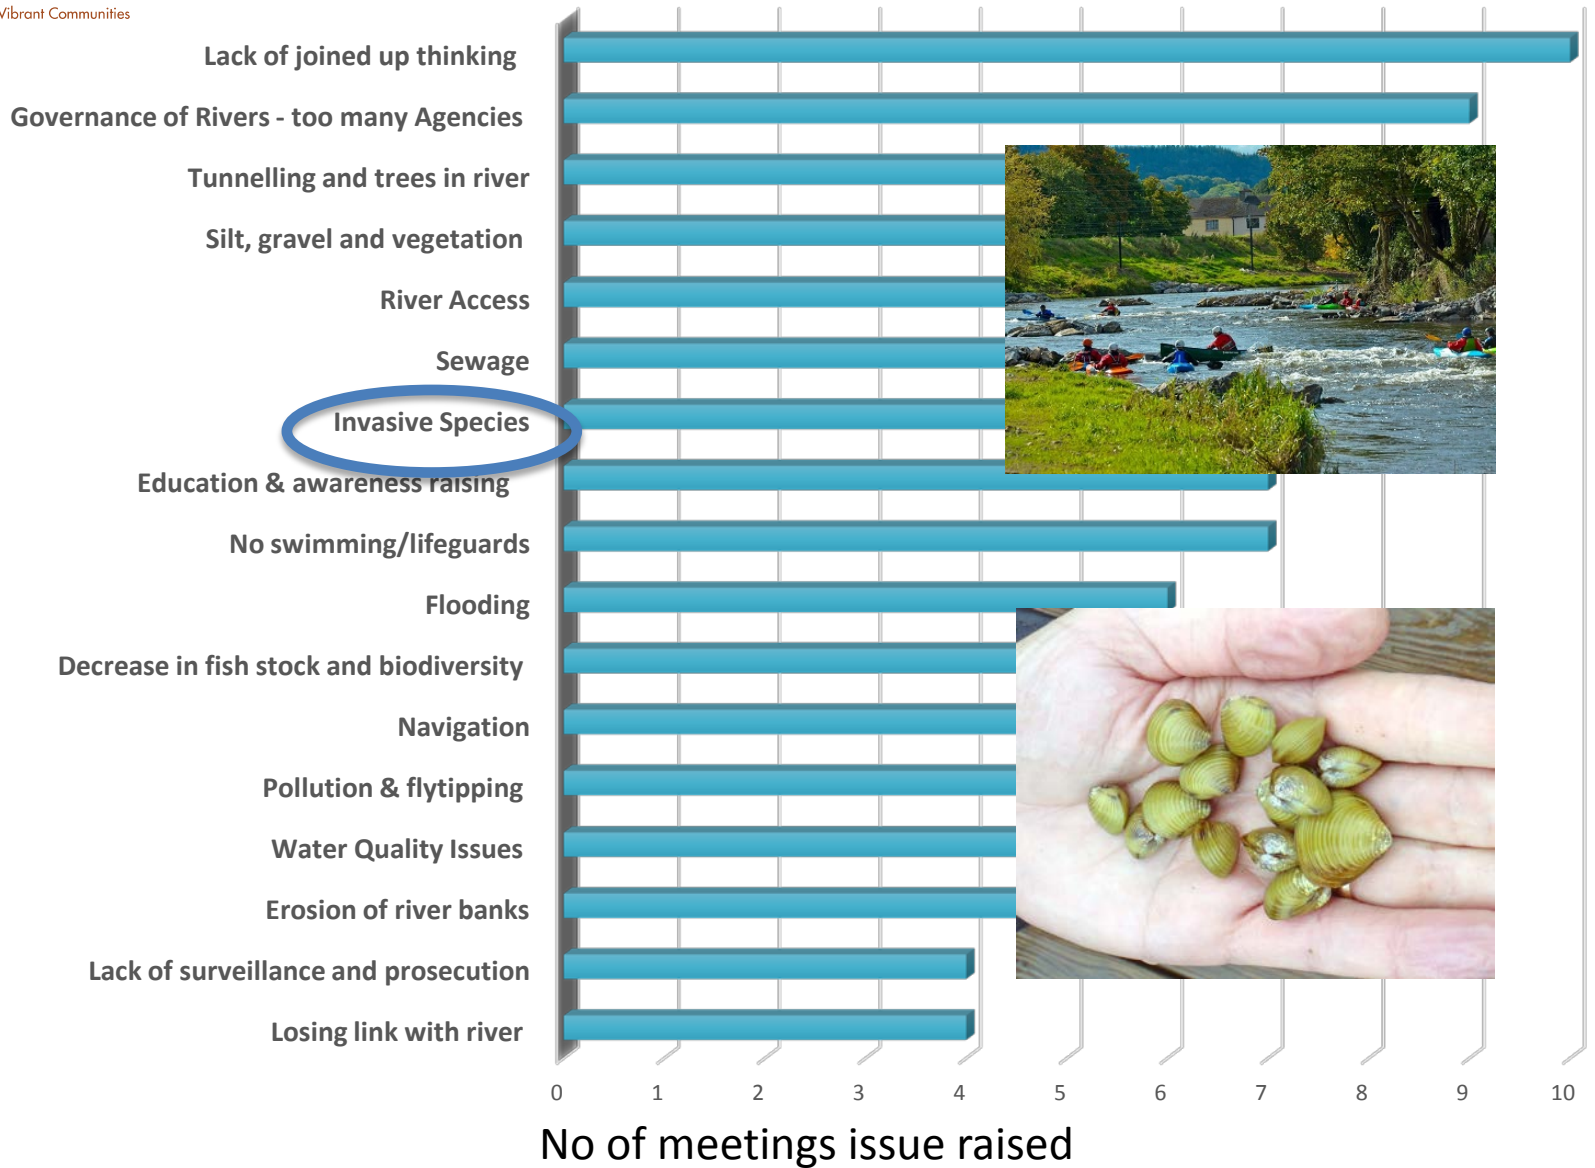 Vibrant Communities
Lack of joined up thinking
Governance of Rivers - too many Agencies
Tunnelling and trees in river
Silt, gravel and vegetation
River Access
Sewage
Invasive Species
Education & awareness raising
No swimming/lifeguards
Flooding
Decrease in fish stock and biodiversity
Navigation
Pollution & flytipping
Water Quality Issues
Erosion of river banks
Lack of surveillance and prosecution
Losing link with river
0 1 2 3 4 5 6 7 8 9 10
No of meetings issue raised